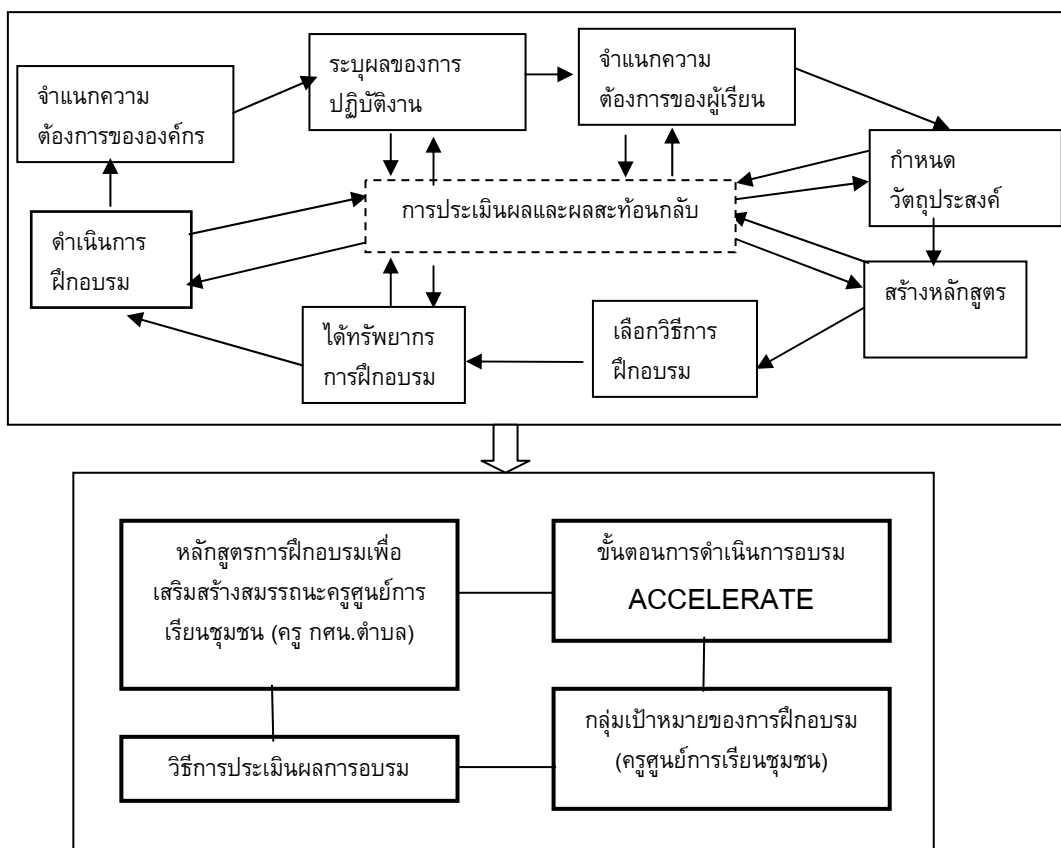 จำแนกความ
ต้องการขององค์กร
ระบุผลของการ
ปฏิบัติงาน
จำแนกความ
ต้องการของผู้เรียน
กำหนด
วัตถุประสงค์
การประเมินผลและผลสะท้อนกลับ
ดำเนินการ
ฝึกอบรม
สร้างหลักสูตร
ได้ทรัพยากร
การฝึกอบรม
เลือกวิธีการ
ฝึกอบรม
หลักสูตรการฝึกอบรมเพื่อ
เสริมสร้างสมรรถนะครูศูนย์การ
เรียนชุมชน (ครู กศน.ตำบล)
ขั้นตอนการดำเนินการอบรม
ACCELERATE
วิธีการประเมินผลการอบรม
กลุ่มเป้าหมายของการฝึกอบรม
(ครูศูนย์การเรียนชุมชน)